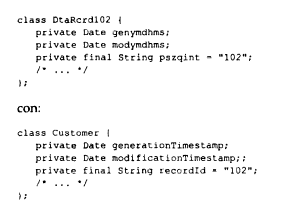 class DtaRcrd102 {
private Date genymdhms;
private Date modymdhms;
private final String pszqint = "102";
/* ... */
};
con:
class Customer {
private Date generationTimestamp;
private Date modificationTimestamp;;
private final String recordId = "102";
/* ... */
};